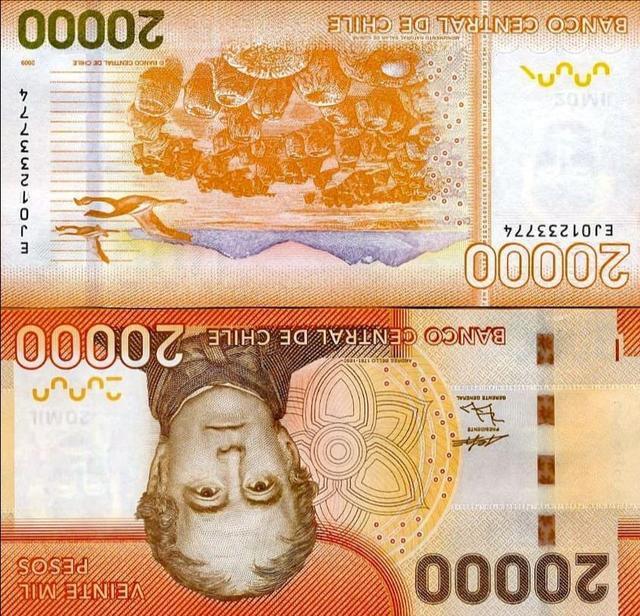 20000
VEINTE MIL
PESOS
PRESIDENTE
GERENTE GENERAL
20MIL
ANDRÉS BELLO 1781-1865
BANCO CENTRAL DE CHILE
20000
20000
EJ01233774
EJ01233774
20MIL
2009
© BANCO CENTRAL DE CHILE
BANCO CENTRAL DE CHILE
20000